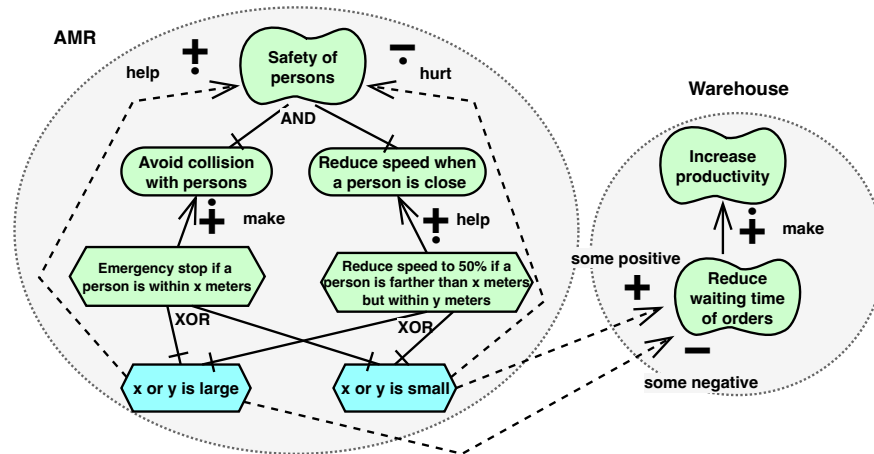 AMR
help
Safety of
persons
hurt
AND
Avoid collision
with persons
Reduce speed when
a person is close
make
help
Emergency stop if a
person is within x meters
Reduce speed to 50% if a
person is farther than x meters
but within y meters
XOR
XOR
x or y is large
x or y is small
Warehouse
Increase
productivity
make
some positive
Reduce
waiting time
of orders
some negative